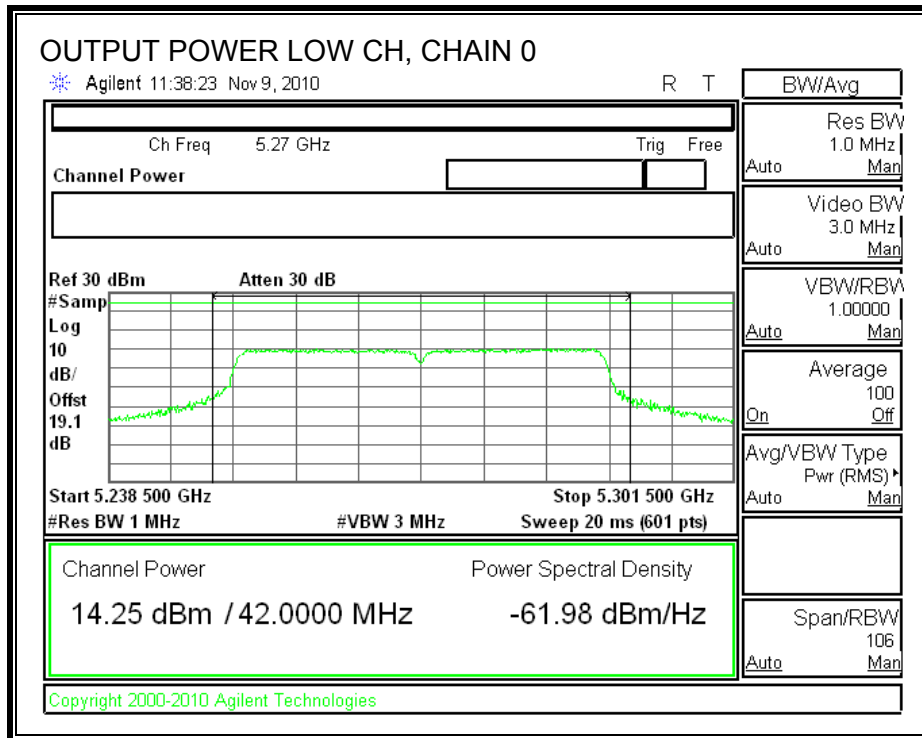 OUTPUT POWER LOW CH, CHAIN 0
Agilent 11:38:23 Nov 9, 2010 R T
Ch Freq 5.27 GHz Trig Free
Channel Power
Ref 30 dBm Atten 30 dB
#Samp
Log
10
dB/
Offst
19.1
dB
Start 5.238 500 GHz Stop 5.301 500 GHz
#Res BW 1 MHz #VBW 3 MHz Sweep 20 ms (601 pts)
Channel Power Power Spectral Density
14.25 dBm / 42.0000 MHz -61.98 dBm/Hz
Copyright 2000-2010 Agilent Technologies
BW/Avg
Res BW
1.0 MHz
Auto Man
Video BW
3.0 MHz
Auto Man
VBW/RBW
1.00000
Auto Man
Average
100
On Off
Avg/VBW Type
Pwr (RMS)
Auto Man
Span/RBW
106
Auto Man